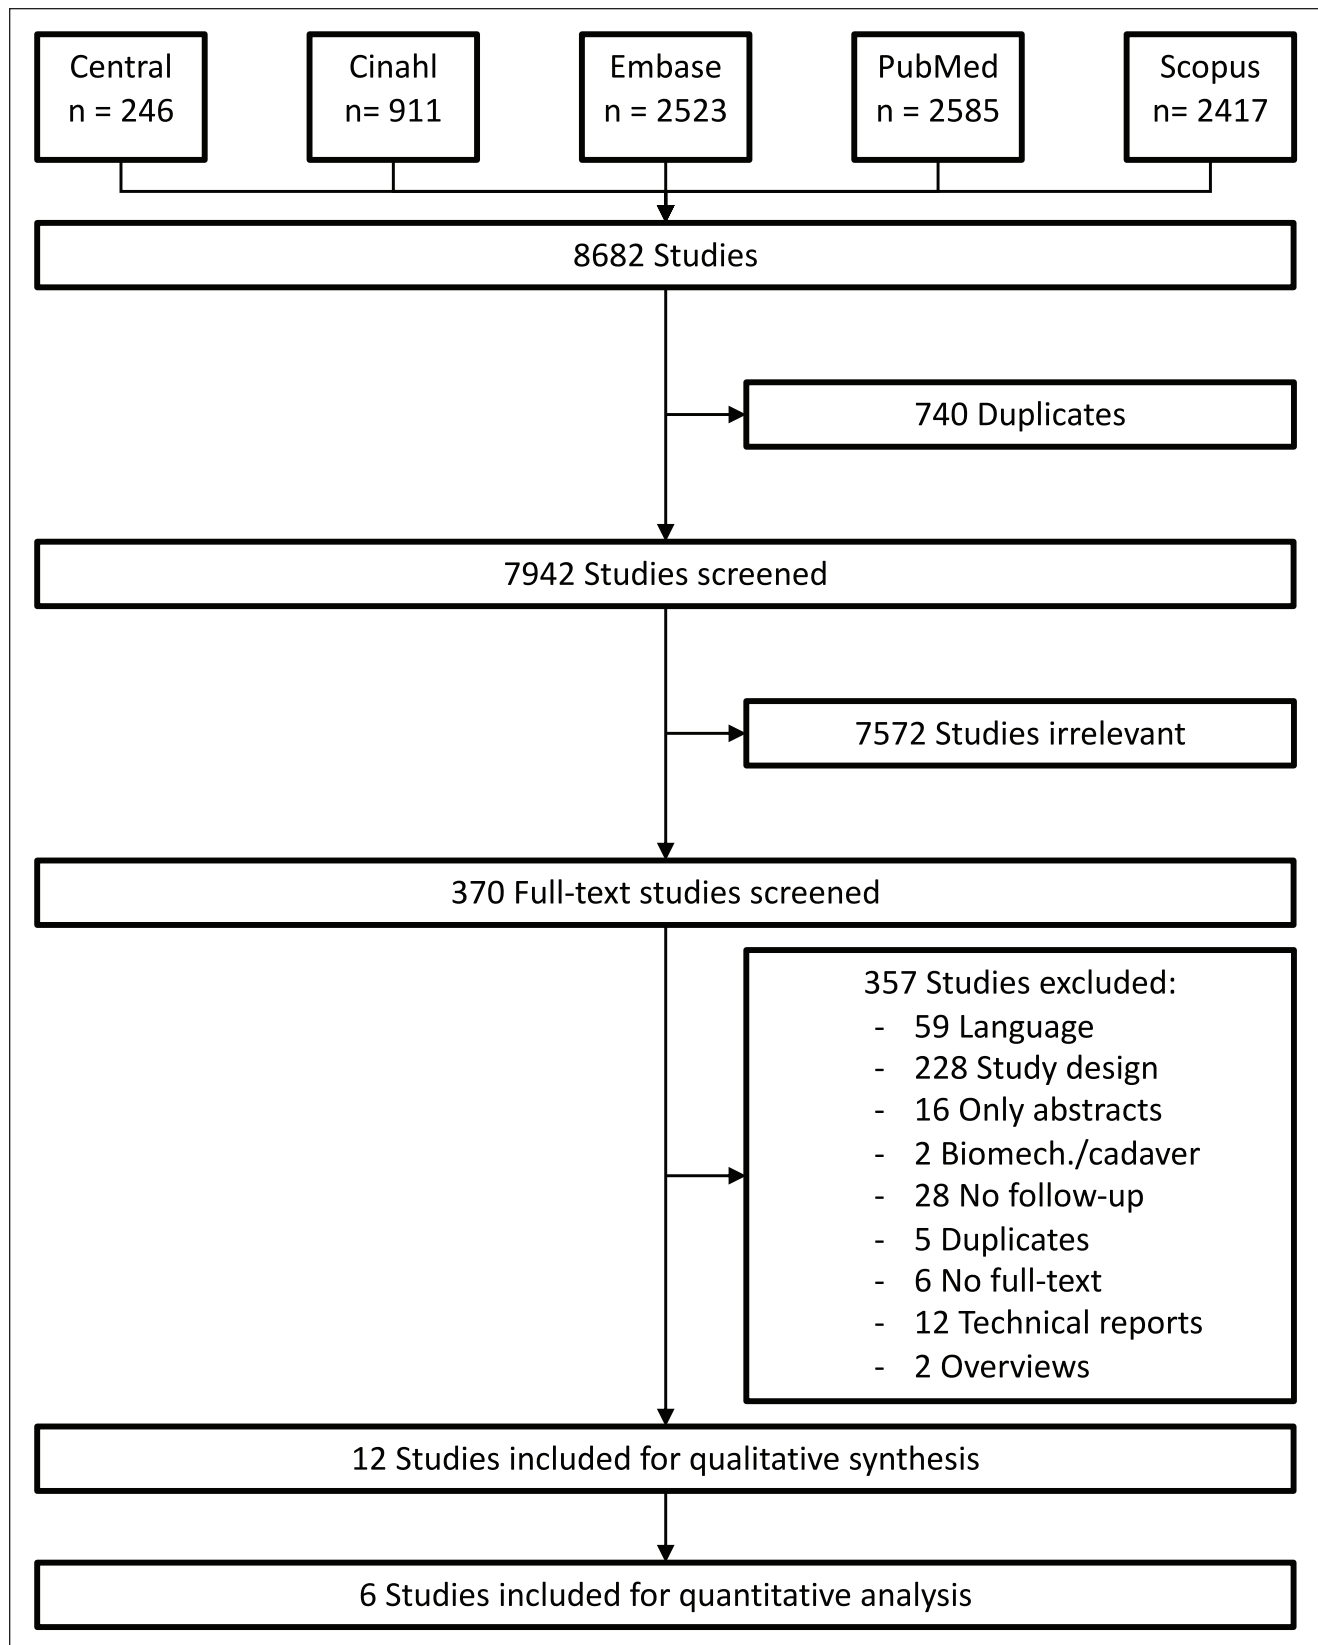 Central
n = 246
Cinahl
n= 911
Embase
n = 2523
PubMed
n = 2585
Scopus
n= 2417
8682 Studies
740 Duplicates
7942 Studies screened
7572 Studies irrelevant
370 Full-text studies screened
357 Studies excluded:
- 59 Language
- 228 Study design
- 16 Only abstracts
- 2 Biomech./cadaver
- 28 No follow-up
- 5 Duplicates
- 6 No full-text
- 12 Technical reports
- 2 Overviews
12 Studies included for qualitative synthesis
6 Studies included for quantitative analysis